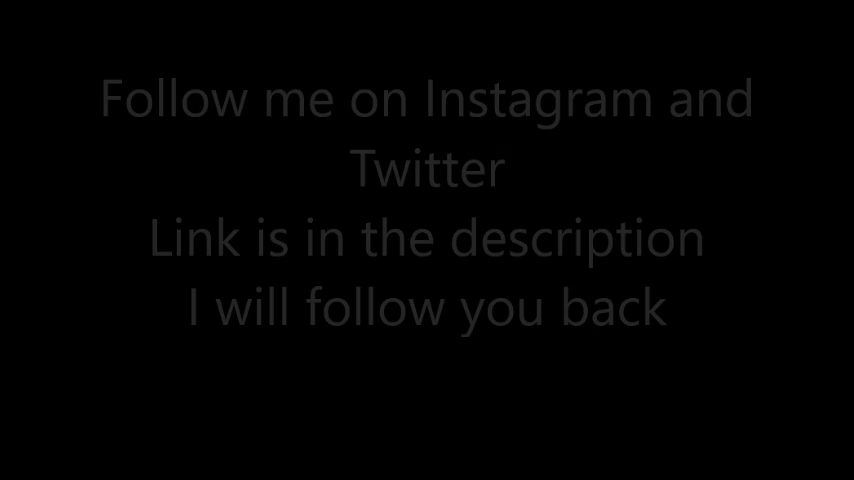 Follow me on Instagram and
Twitter
Link is in the description
I will follow you back